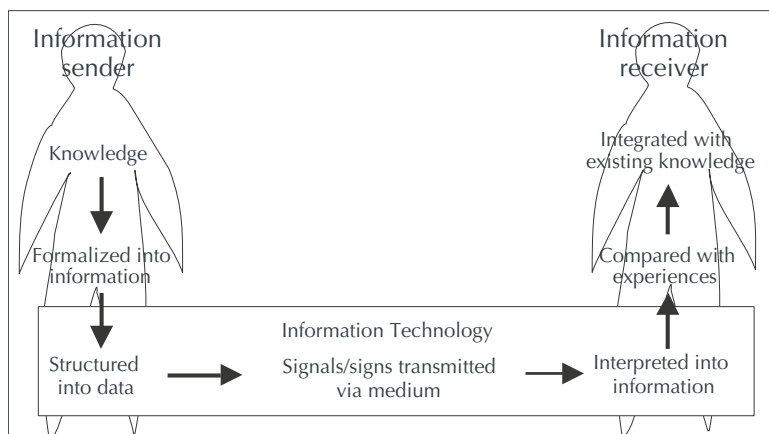 Information
sender
Knowledge
Formalized into
information
Structured
into data
Information Technology
Signals/signs transmitted
via medium
Information
receiver
Integrated with
existing knowledge
Compared with
experiences
Interpreted into
information